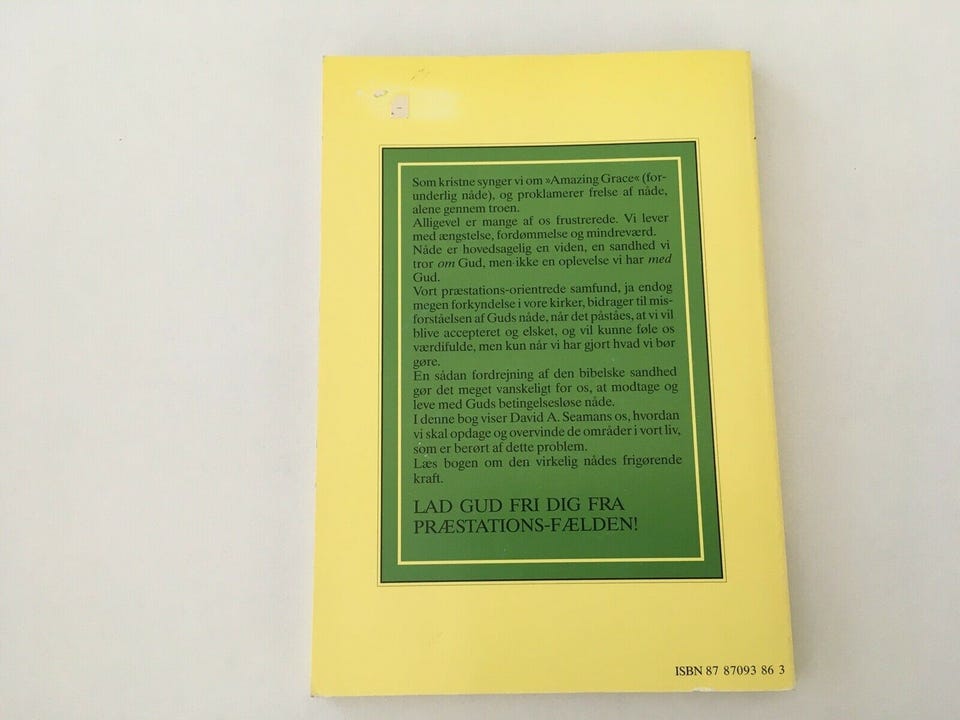 Som kristne synger vi om »Amazing Grace« (for-
underlig nåde), og proklamerer frelse af nåde,
alene gennem troen.
Alligevel er mange af os frustrerede. Vi lever
med ængstelse, fordømmelse og mindreværd.
Nåde er hovedsagelig en viden, en sandhed vi
tror om Gud, men ikke en oplevelse vi har med
Gud.
Vort præstations-orientrede samfund, ja endog
megen forkyndelse i vore kirker, bidrager til mis-
forståelsen af Guds nåde, når det påståes, at vi vil
blive accepteret og elsket, og vil kunne føle os
værdifulde, men kun når vi har gjort hvad vi bør
gøre.
En sådan fordrejning af den bibelske sandhed
gør det meget vanskeligt for os, at modtage og
leve med Guds betingelsesløse nåde.
I denne bog viser David A. Seamans os, hvordan
vi skal opdage og overvinde de områder i vort liv,
som er berørt af dette problem.
Læs bogen om den virkelig nådes frigørende
kraft.
LAD GUD FRI DIG FRA
PRÆSTATIONS-FÆLDEN!
ISBN 87 87093 86 3